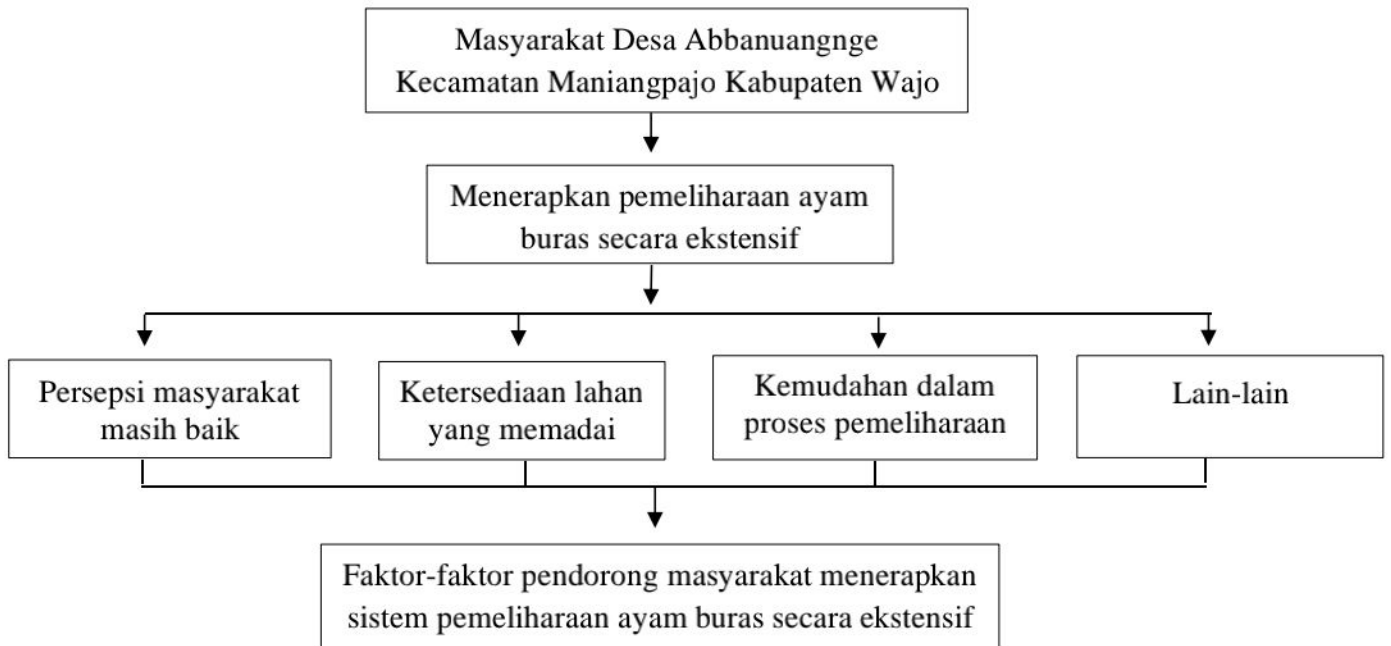 Masyarakat Desa Abbanuangnge
Kecamatan Maniangpajo Kabupaten Wajo
Menerapkan pemeliharaan ayam
buras secara ekstensif
Persepsi masyarakat
masih baik
Ketersediaan lahan
yang memadai
Kemudahan dalam
proses pemeliharaan
Lain-lain
Faktor-faktor pendorong masyarakat menerapkan
sistem pemeliharaan ayam buras secara ekstensif